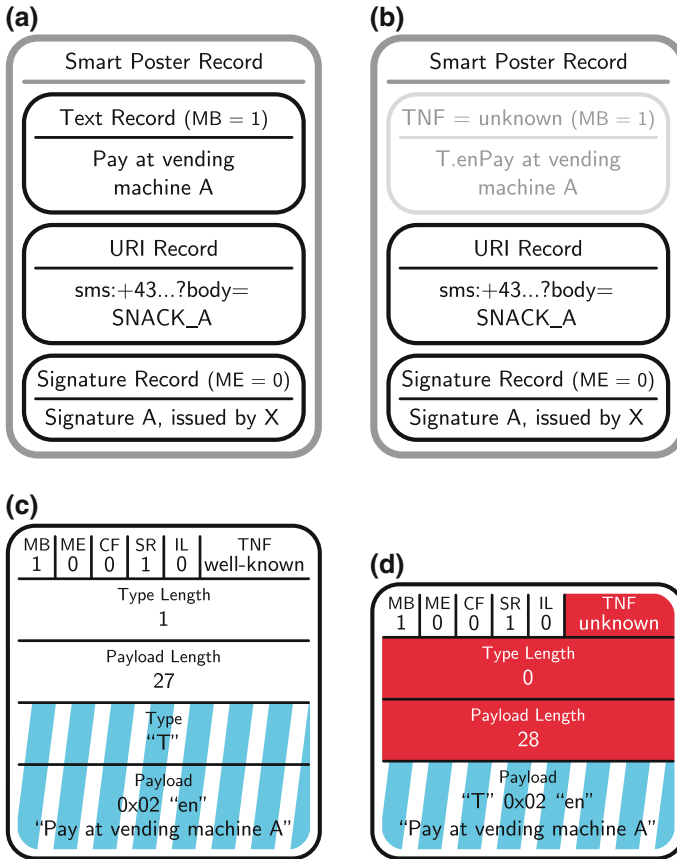 (a)
Smart Poster Record
Text Record (MB = 1)
Pay at vending
machine A
URI Record
sms:+43...?body=
SNACK_A
Signature Record (ME = 0)
Signature A, issued by X
(b)
Smart Poster Record
TNF = unknown (MB = 1)
T.enPay at vending
machine A
URI Record
sms:+43...?body=
SNACK_A
Signature Record (ME = 0)
Signature A, issued by X
(c)
MB ME CF SR IL TNF
1 0 0 1 0 well-known
Type Length
1
Payload Length
27
Type
“T”
Payload
0x02 “en”
“Pay at vending machine A”
(d)
MB ME CF SR IL TNF
1 0 0 1 0 unknown
Type Length
0
Payload Length
28
Payload
“T” 0x02 “en”
“Pay at vending machine A”